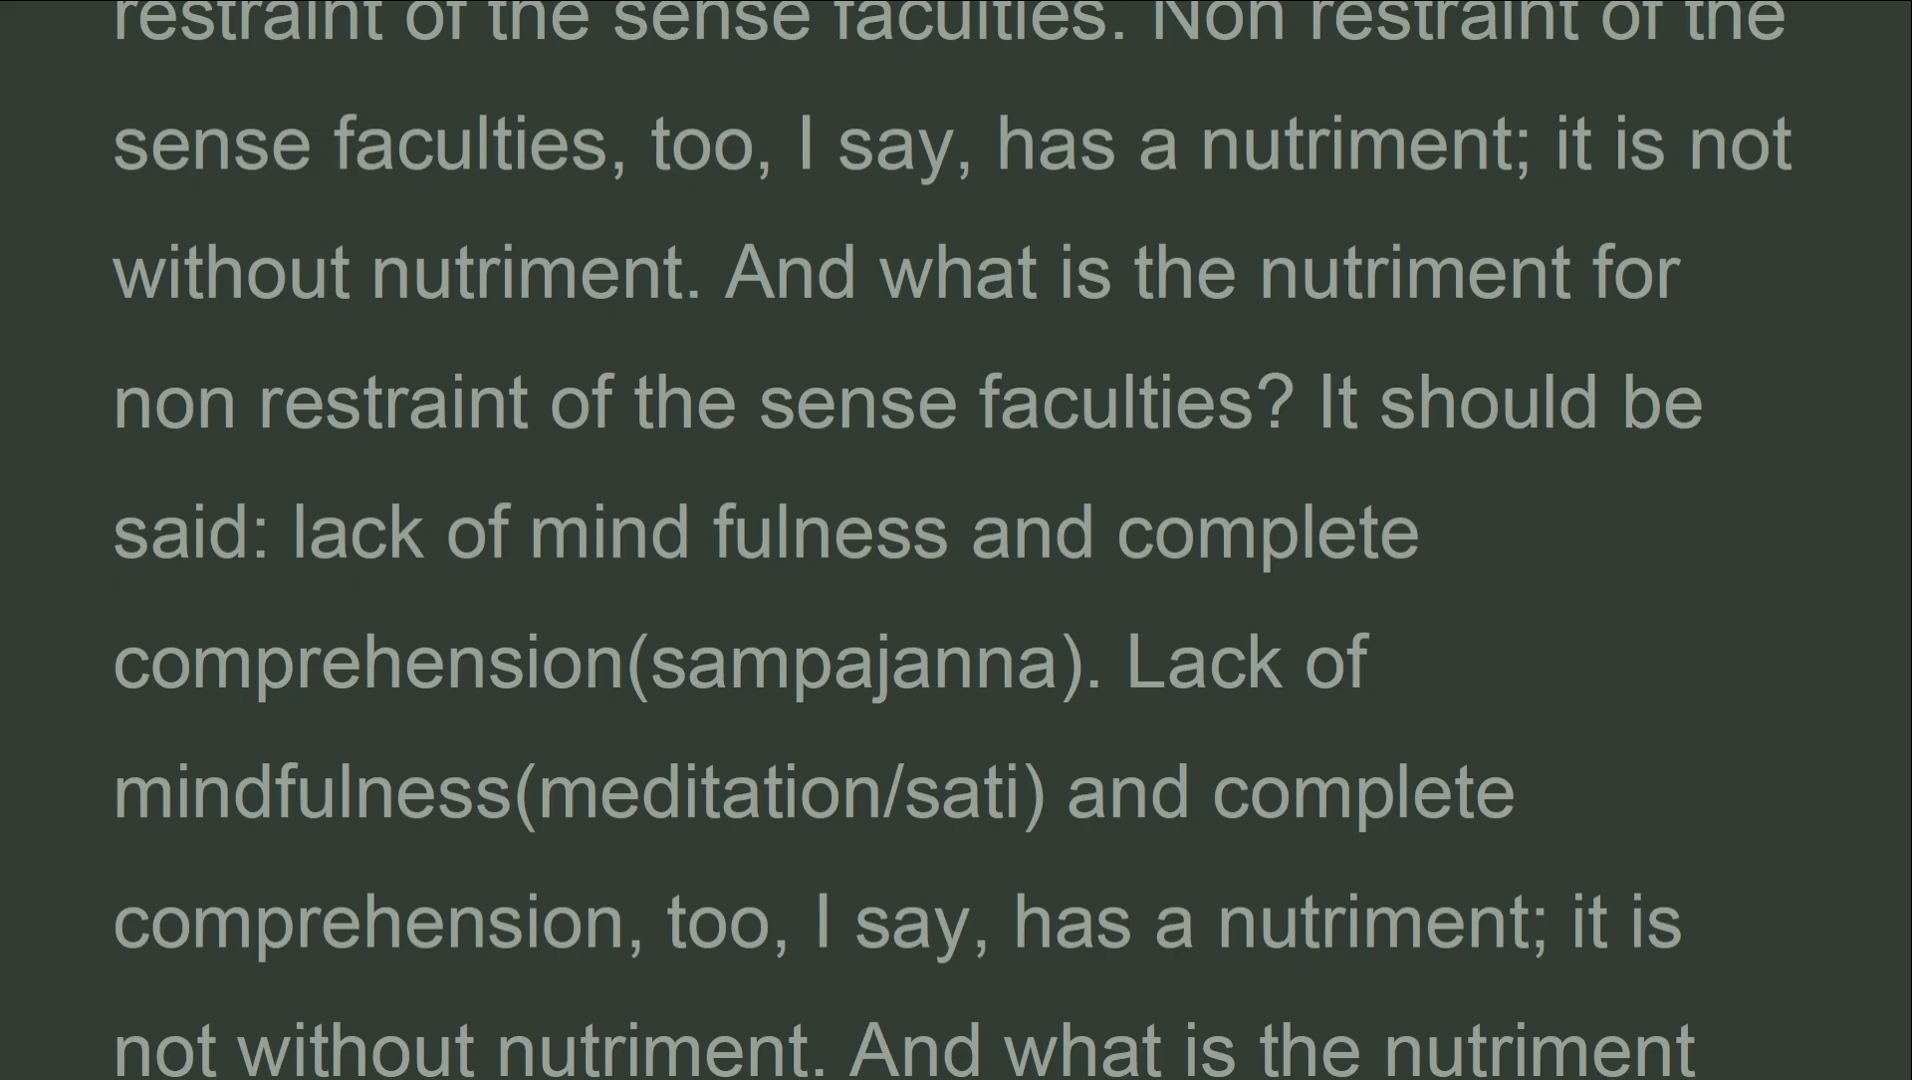 restraint of the sense faculties. Non restraint of the
sense faculties, too, I say, has a nutriment; it is not
without nutriment. And what is the nutriment for
non restraint of the sense faculties? It should be
said: lack of mind fulness and complete
comprehension(sampajanna). Lack of
mindfulness(meditation/sati) and complete
comprehension, too, I say, has a nutriment; it is
not without nutriment. And what is the nutriment